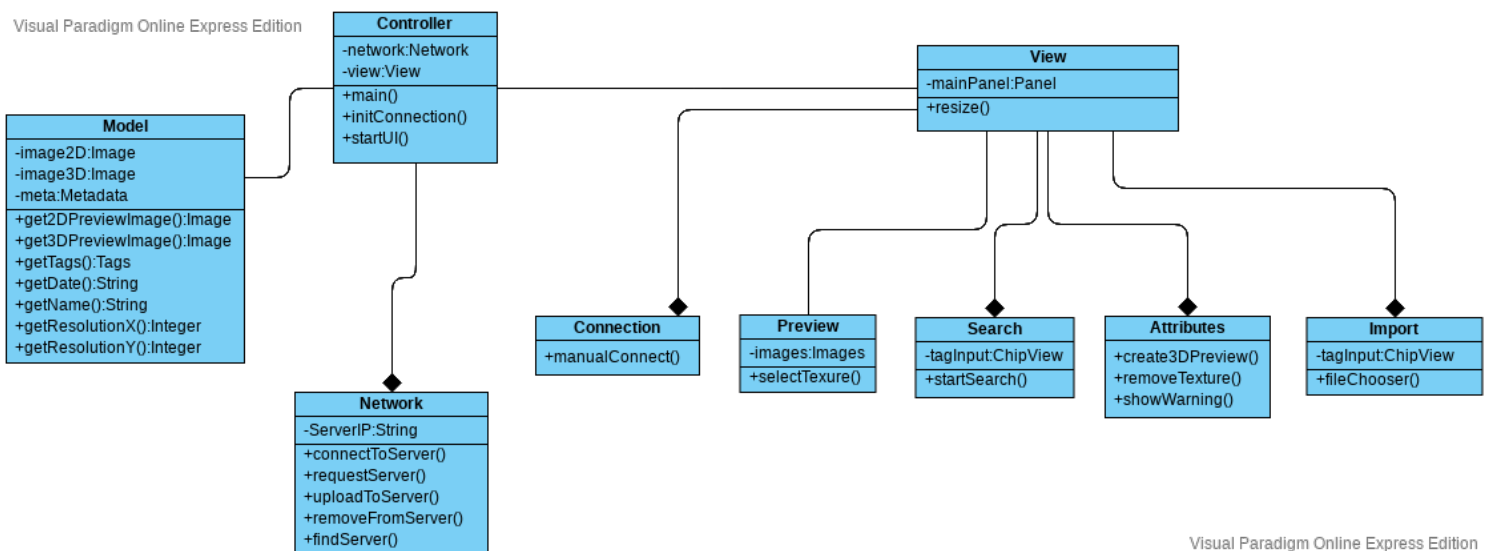 Visual Paradigm Online Express Edition
Controller
-network:Network
-view:View
+main()
+initConnection()
+startUI()
View
-mainPanel:Panel
+resize()
Model
-image2D:Image
-image3D:Image
-meta:Metadata
+get2DPreviewImage():Image
+get3DPreviewImage():Image
+getTags():Tags
+getDate():String
+getName():String
+getResolutionX():Integer
+getResolutionY():Integer
Connection
+manualConnect()
Preview
-images:Images
+selectTexure()
Search
-tagInput:ChipView
+startSearch()
Attributes
+create3DPreview()
+removeTexture()
+showWarning()
Import
-tagInput:ChipView
+fileChooser()
Network
-ServerIP:String
+connectToServer()
+requestServer()
+uploadToServer()
+removeFromServer()
+findServer()
Visual Paradigm Online Express Edition